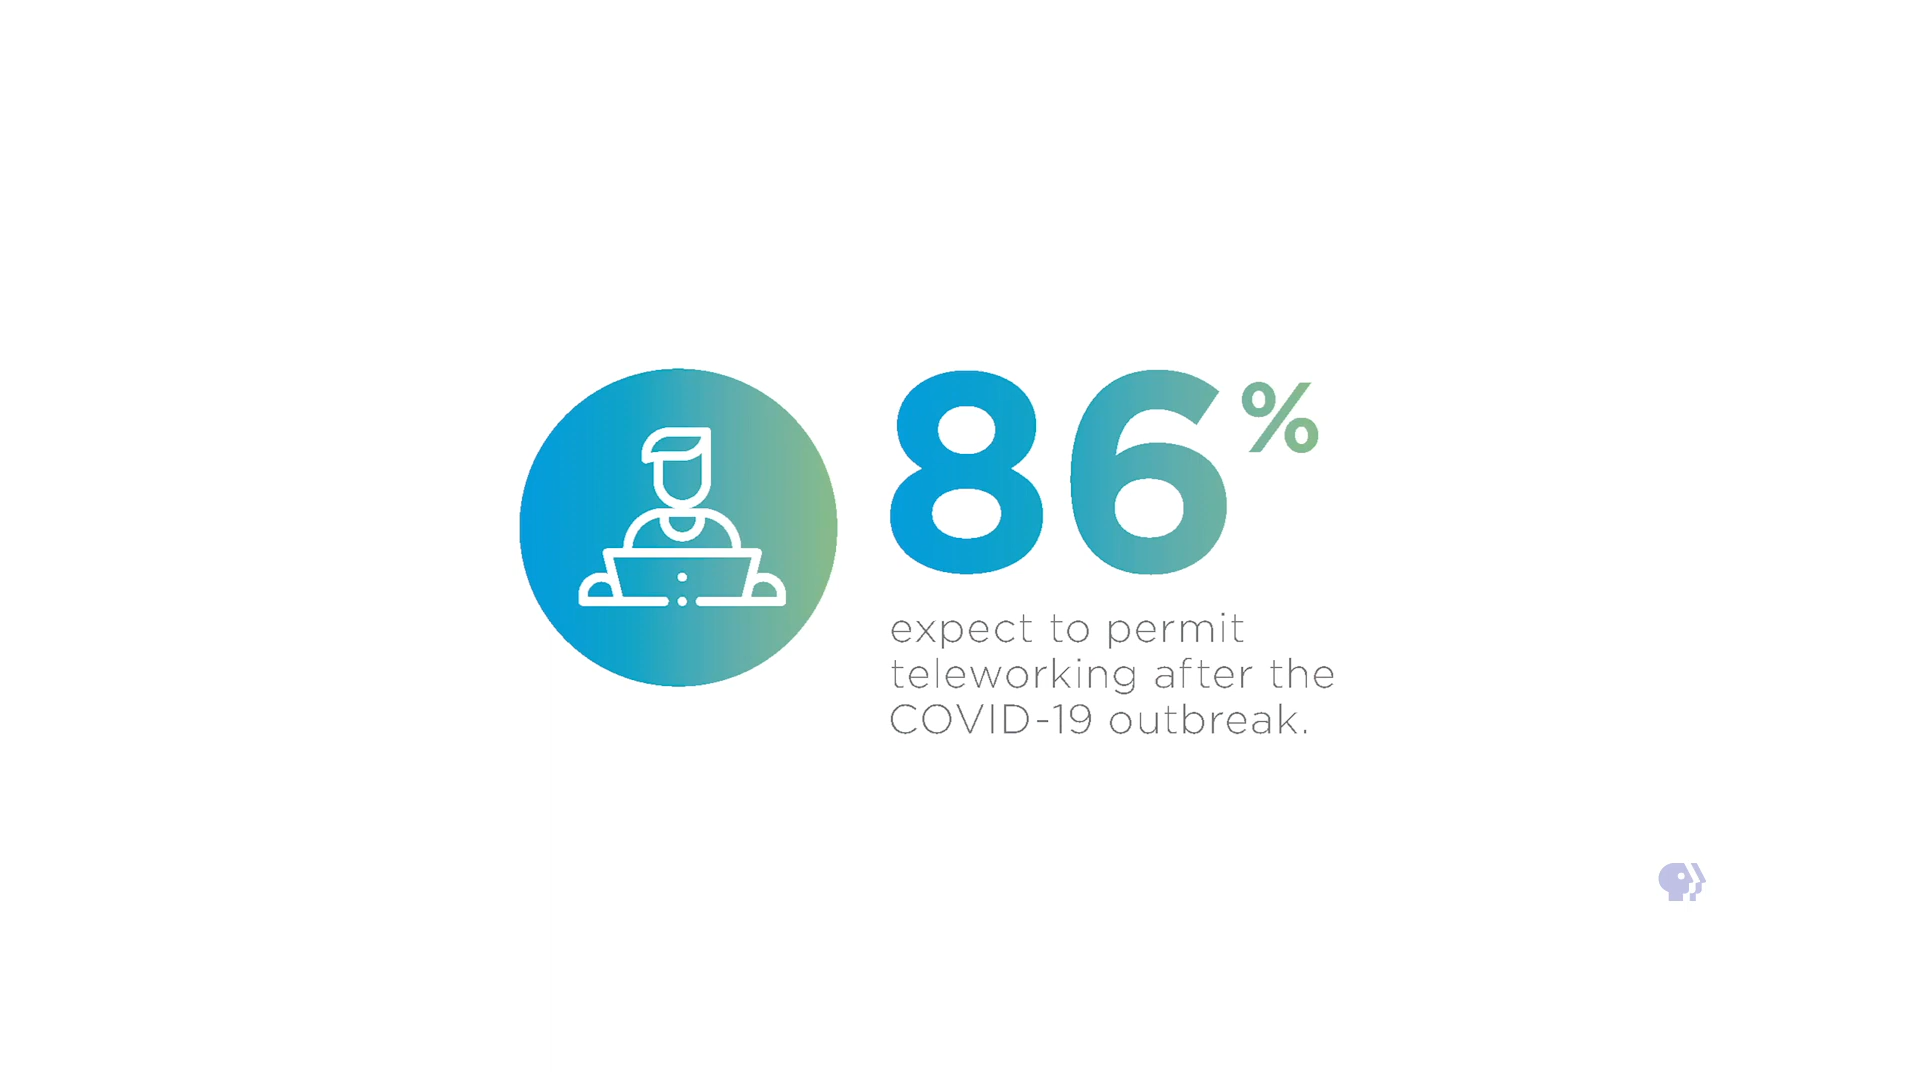 86%
expect to permit
teleworking after the
COVID-19 outbreak.